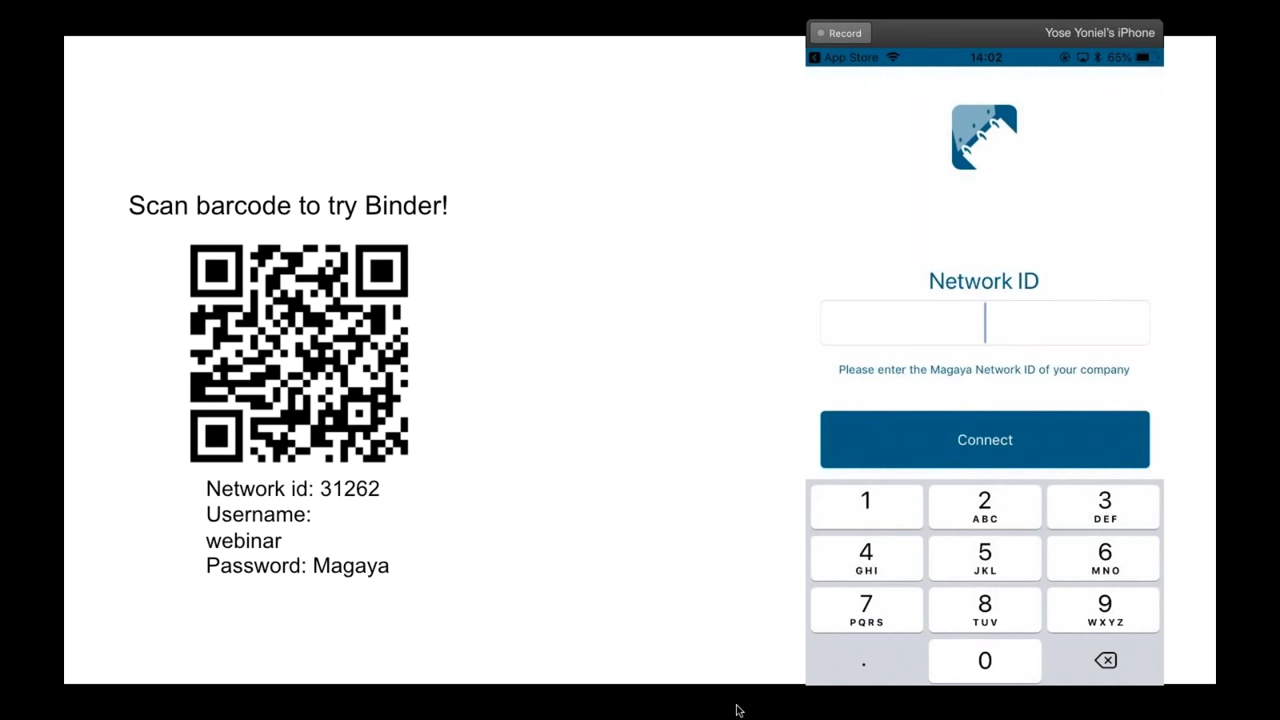 Scan barcode to try Binder!
Network id: 31262
Username:
webinar
Password: Magaya
Record
Yose Yoniel's iPhone
App Store
14:02
65%
Network ID
Please enter the Magaya Network ID of your company
Connect
1
2
ABC
3
DEF
4
GHI
5
JKL
6
MNO
7
PQRS
8
TUV
9
WXYZ
.
0